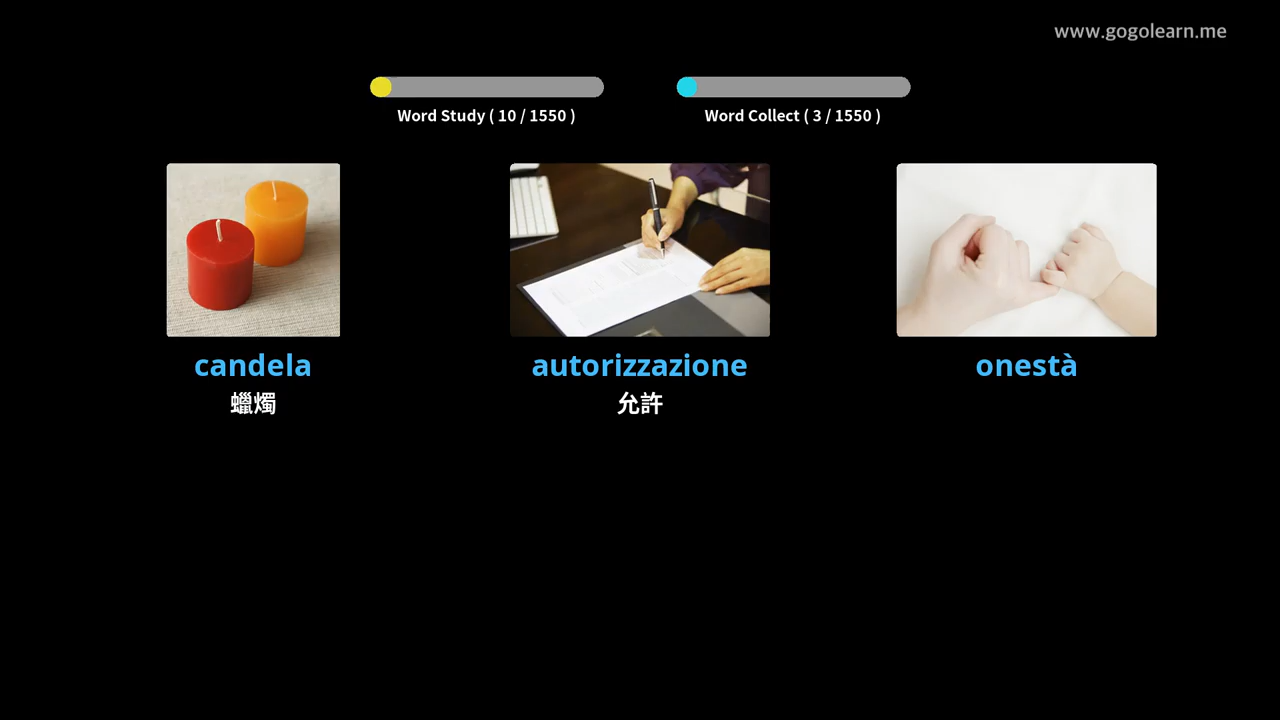 www.gogolearn.me
Word Study ( 10 / 1550 )
Word Collect ( 3 / 1550 )
candela
autorizzazione
onestà
蠟燭
允許